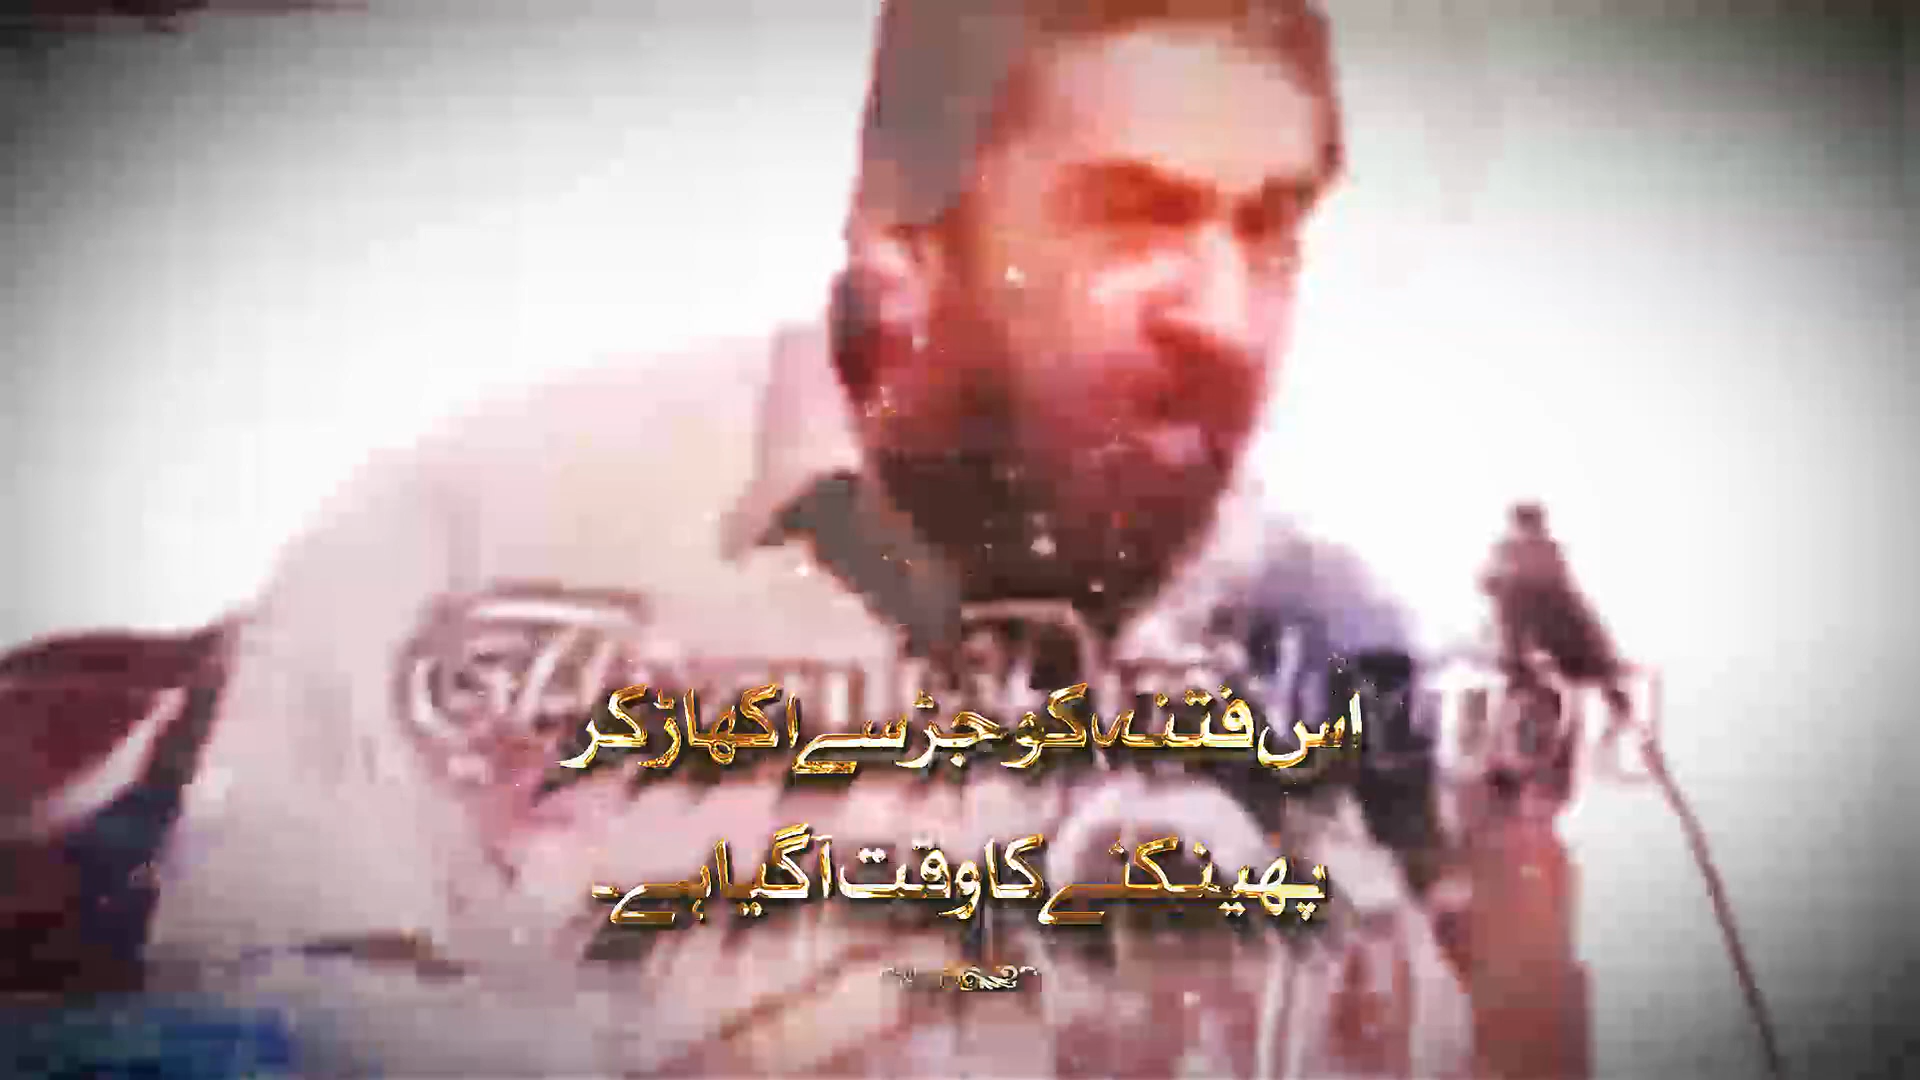 اس فتنہ کو جڑ سے اکھاڑ کر
پھینکنے کا وقت آگیا ہے۔